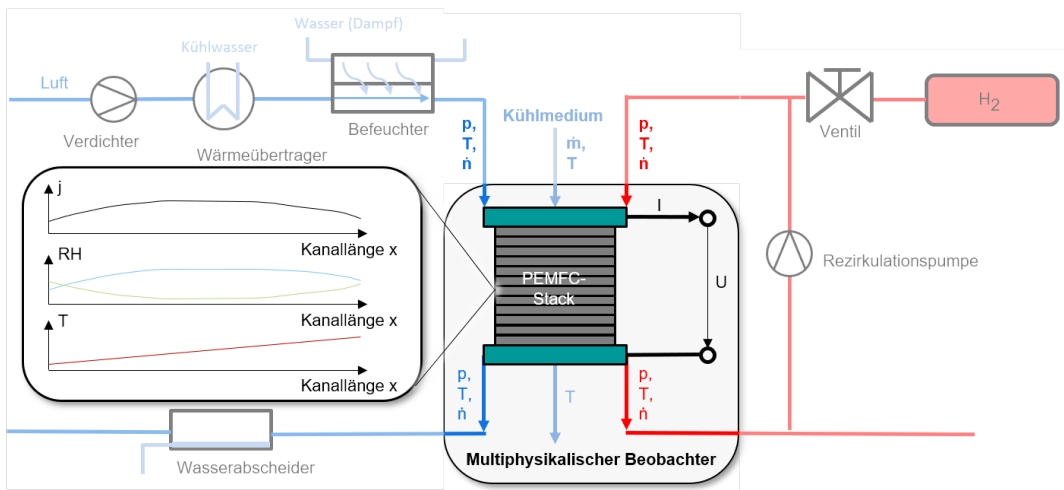 Wasser (Dampf)
Kühlwasser
Luft
Verdichter
Wärmeübertrager
Befeuchter
p,
T,
ṅ
Kühlmedium
ṁ,
T
p,
T,
ṅ
Ventil
H2
j
Kanallänge x
RH
Kanallänge x
T
Kanallänge x
I
U
PEMFC-
Stack
Rezirkulationspumpe
p,
T,
ṅ
T
p,
T,
ṅ
Wasserabscheider
Multiphysikalischer Beobachter